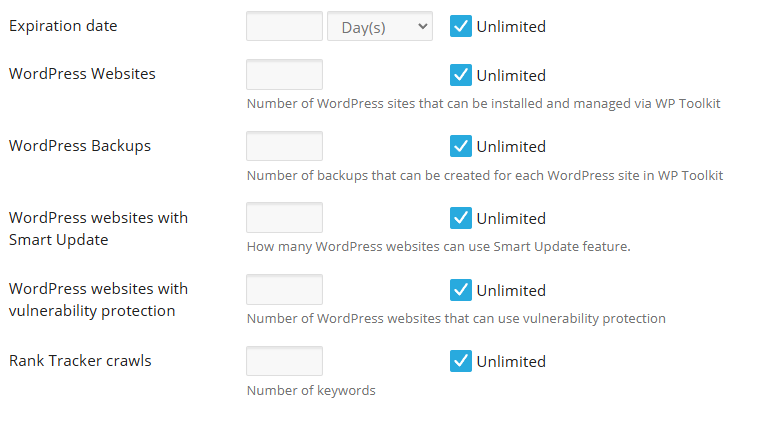 Expiration date Day(s) Unlimited
WordPress Websites Unlimited
Number of WordPress sites that can be installed and managed via WP Toolkit
WordPress Backups Unlimited
Number of backups that can be created for each WordPress site in WP Toolkit
WordPress websites with Unlimited
Smart Update
How many WordPress websites can use Smart Update feature.
WordPress websites with Unlimited
vulnerability protection
Number of WordPress websites that can use vulnerability protection
Rank Tracker crawls Unlimited
Number of keywords